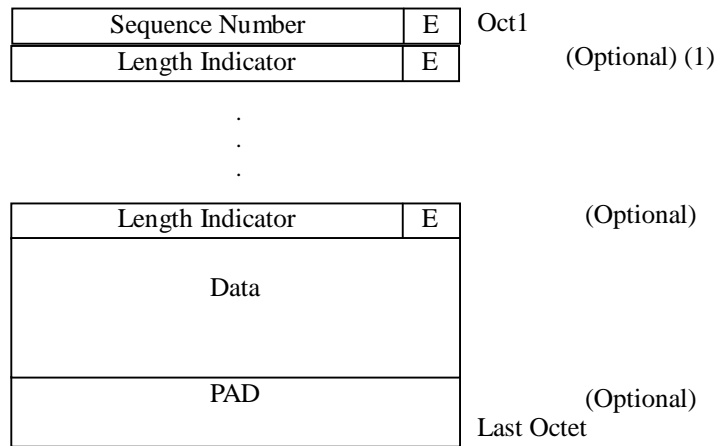 Sequence Number E Oct1
Length Indicator E (Optional) (1)
.
.
.
Length Indicator E (Optional)
Data
PAD (Optional)
Last Octet